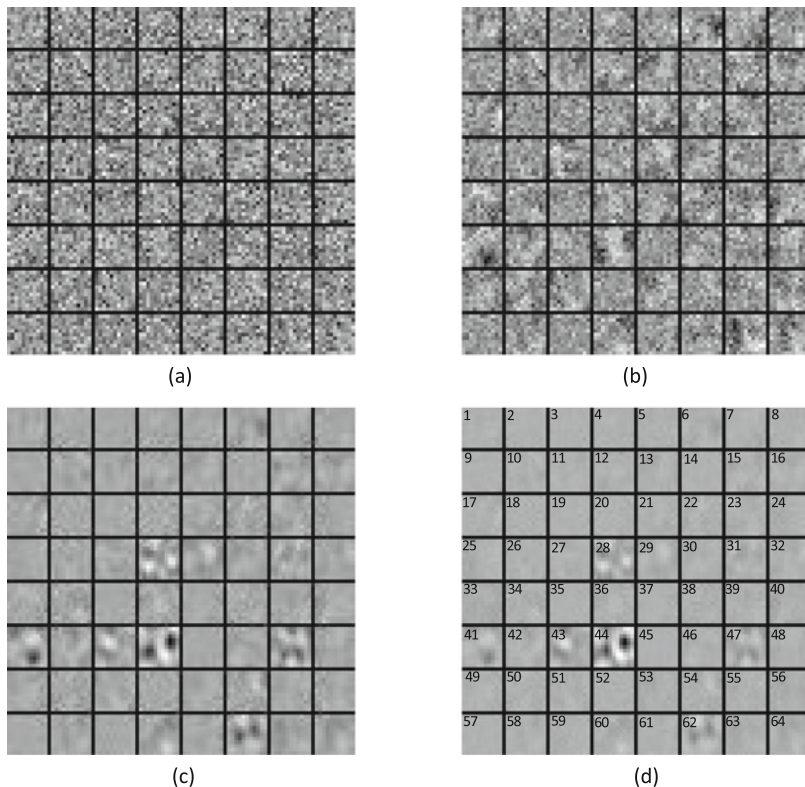 (a)
(b)
1 2 3 4 5 6 7 8
9 10 11 12 13 14 15 16
17 18 19 20 21 22 23 24
25 26 27 28 29 30 31 32
33 34 35 36 37 38 39 40
41 42 43 44 45 46 47 48
49 50 51 52 53 54 55 56
57 58 59 60 61 62 63 64
(c)
(d)